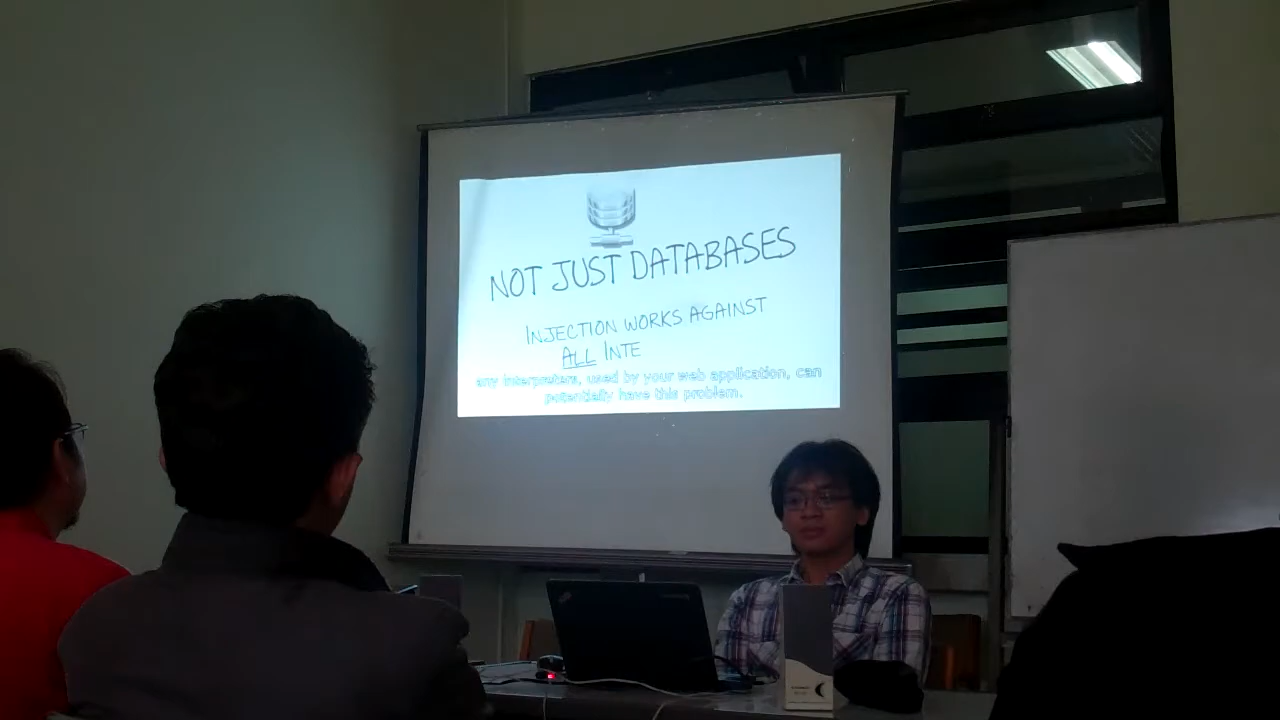 NOT JUST DATABASES
INJECTION WORKS AGAINST
ALL INTE
any interpreters, used by your web application, can
potentially have this problem.